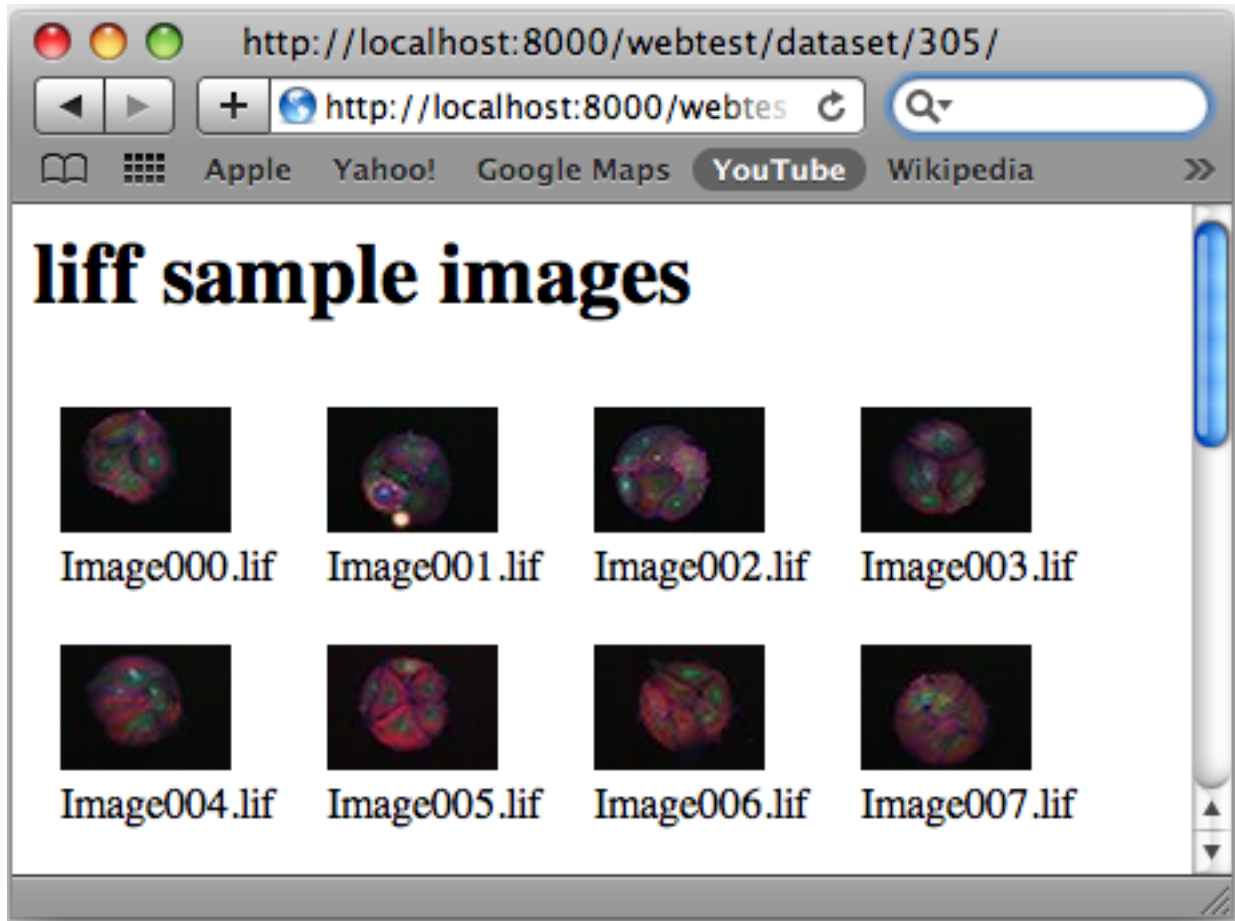 http://localhost:8000/webtest/dataset/305/
http://localhost:8000/webtes
Apple Yahoo! Google Maps YouTube Wikipedia
liff sample images
Image000.lif Image001.lif Image002.lif Image003.lif
Image004.lif Image005.lif Image006.lif Image007.lif